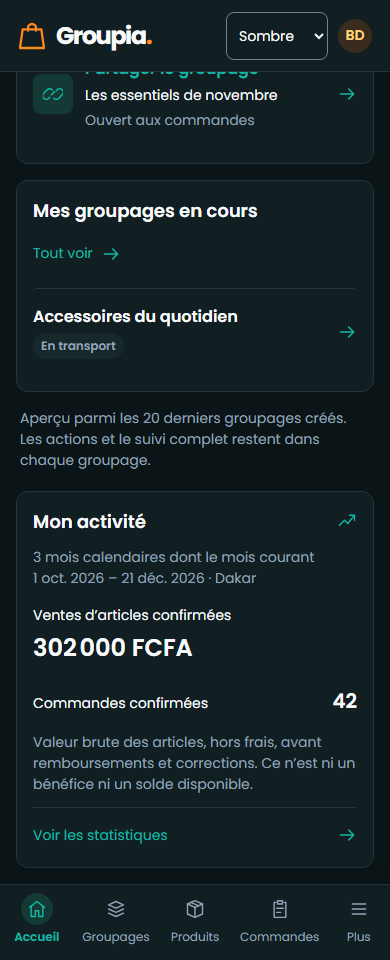 Groupia.
Sombre
BD
Partager le groupage
Les essentiels de novembre
Ouvert aux commandes
Mes groupages en cours
Tout voir
Accessoires du quotidien
En transport
Aperçu parmi les 20 derniers groupages créés.
Les actions et le suivi complet restent dans
chaque groupage.
Mon activité
3 mois calendaires dont le mois courant
1 oct. 2026 – 21 déc. 2026 · Dakar
Ventes d’articles confirmées
302 000 FCFA
Commandes confirmées
42
Valeur brute des articles, hors frais, avant
remboursements et corrections. Ce n’est ni un
bénéfice ni un solde disponible.
Voir les statistiques
Accueil
Groupages
Produits
Commandes
Plus